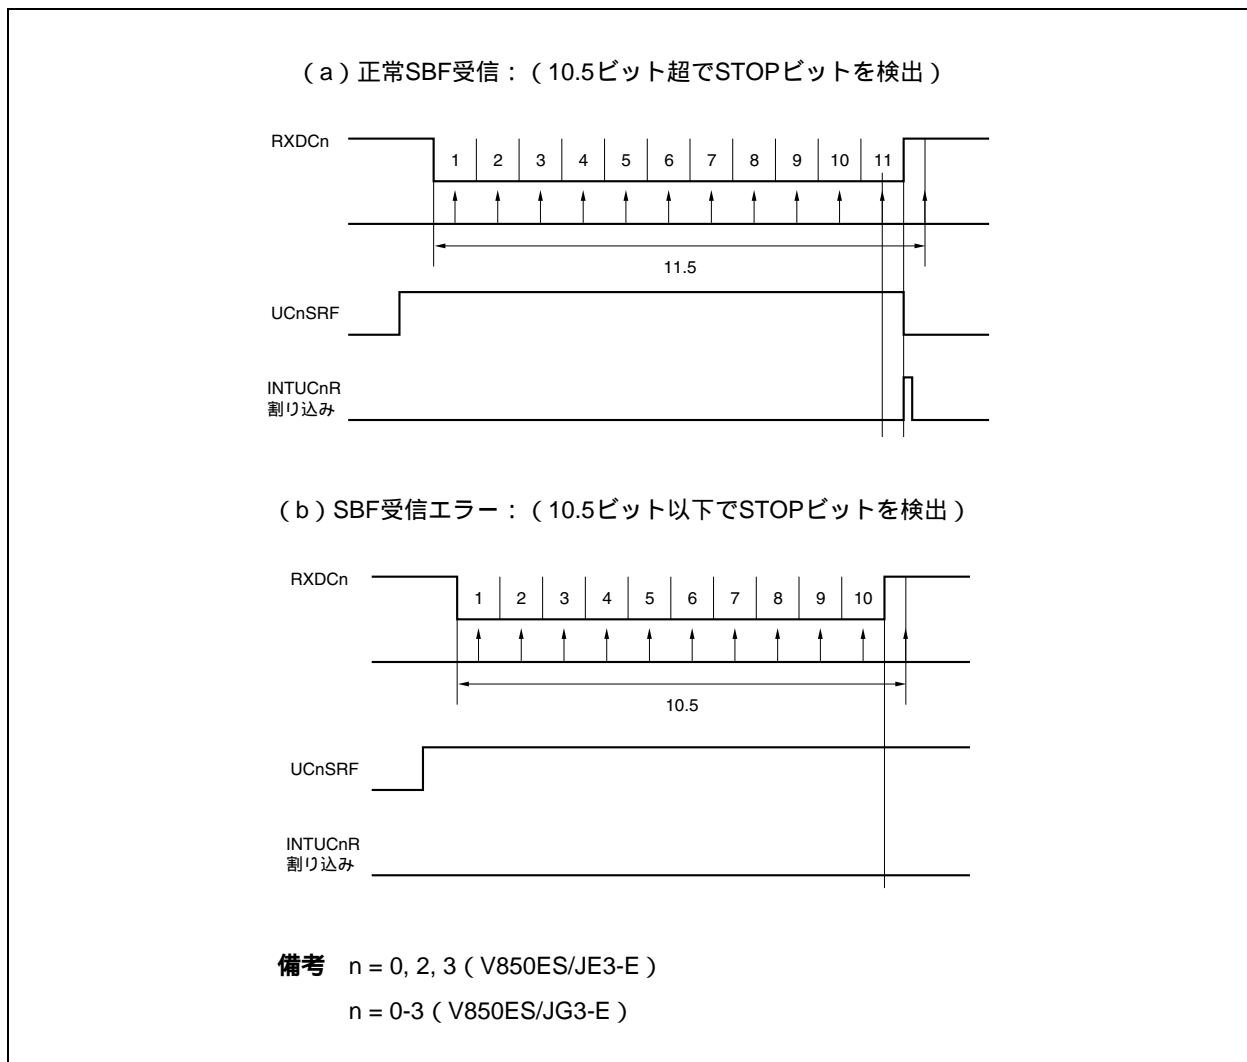 (a)正常SBF受信:(10.5ビット超でSTOPビットを検出)
RXDCn
1 2 3 4 5 6 7 8 9 10 11
11.5
UCnSRF
INTUCnR
割り込み
(b)SBF受信エラー:(10.5ビット以下でSTOPビットを検出)
RXDCn
1 2 3 4 5 6 7 8 9 10
10.5
UCnSRF
INTUCnR
割り込み
備考 n = 0, 2, 3(V850ES/JE3-E)
n = 0-3(V850ES/JG3-E)